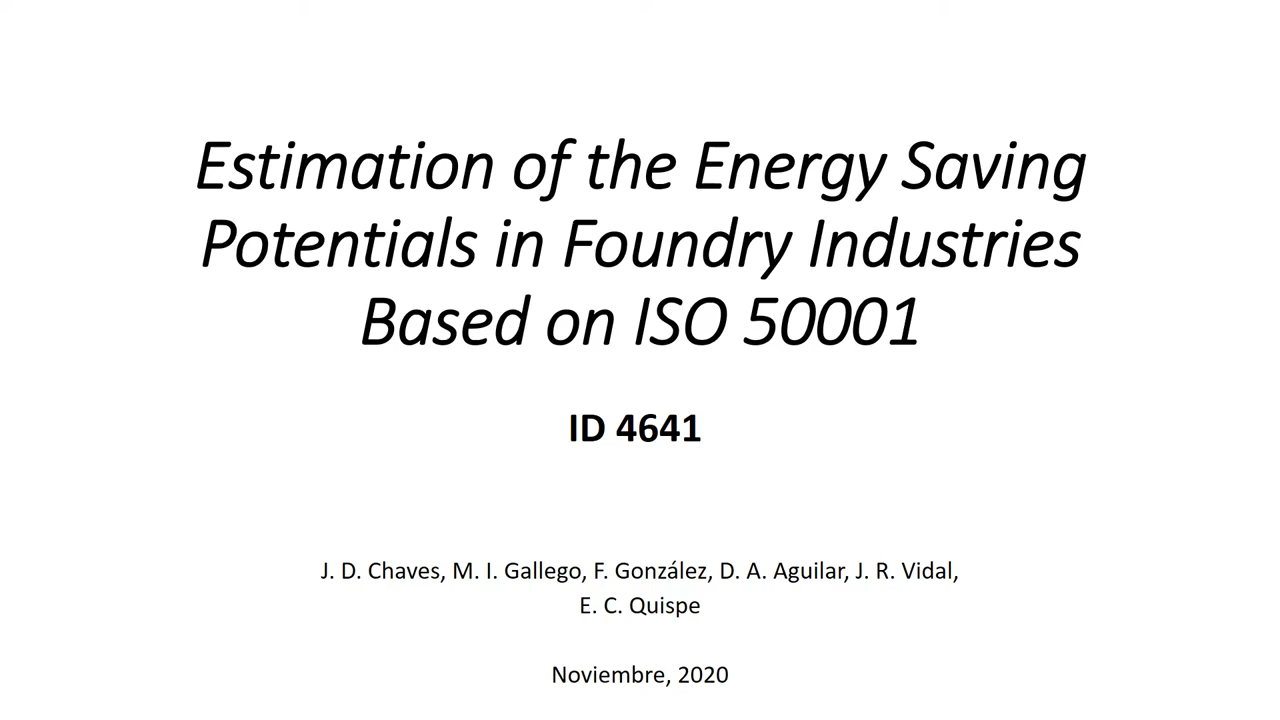 Estimation of the Energy Saving
Potentials in Foundry Industries
Based on ISO 50001
ID 4641
J. D. Chaves, M. I. Gallego, F. González, D. A. Aguilar, J. R. Vidal,
E. C. Quispe
Noviembre, 2020